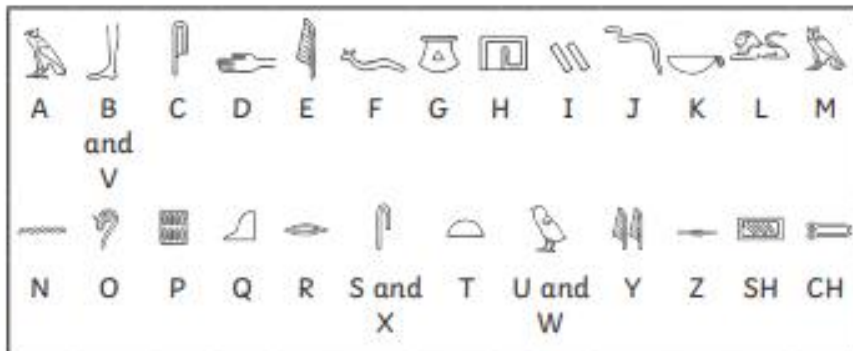 A B C D E F G H I J K L M
and
V
N O P Q R S and T U and Y Z SH CH
X W